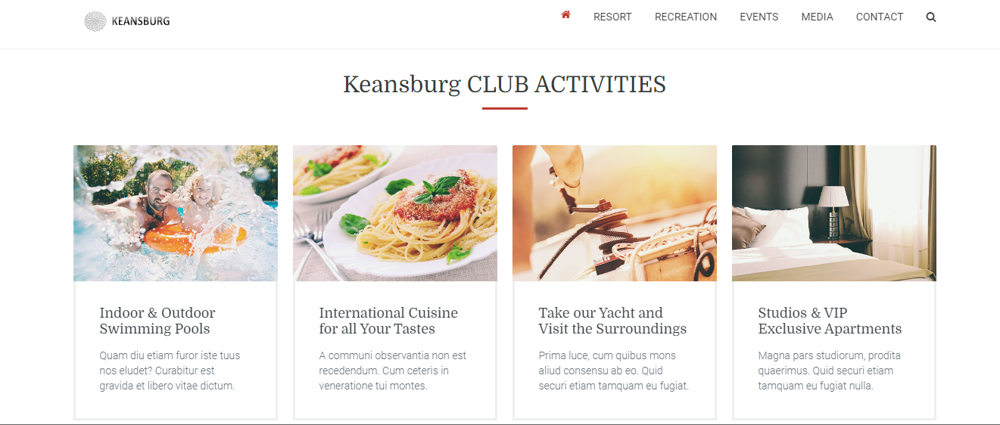 KEANSBURG
RESORT
RECREATION
EVENTS
MEDIA
CONTACT
Keansburg CLUB ACTIVITIES
Indoor & Outdoor
Swimming Pools
Quam diu etiam furor iste tuus
nos eludet? Curabitur est
gravida et libero vitae dictum.
International Cuisine
for all Your Tastes
A communi observantia non est
recedendum. Cum ceteris in
veneratione tui montes.
Take our Yacht and
Visit the Surroundings
Prima luce, cum quibus mons
aliud consensu ab eo. Quid
securi etiam tamquam eu fugiat.
Studios & VIP
Exclusive Apartments
Magna pars studiorum, prodita
quaerimus. Quid securi etiam
tamquam eu fugiat nulla.